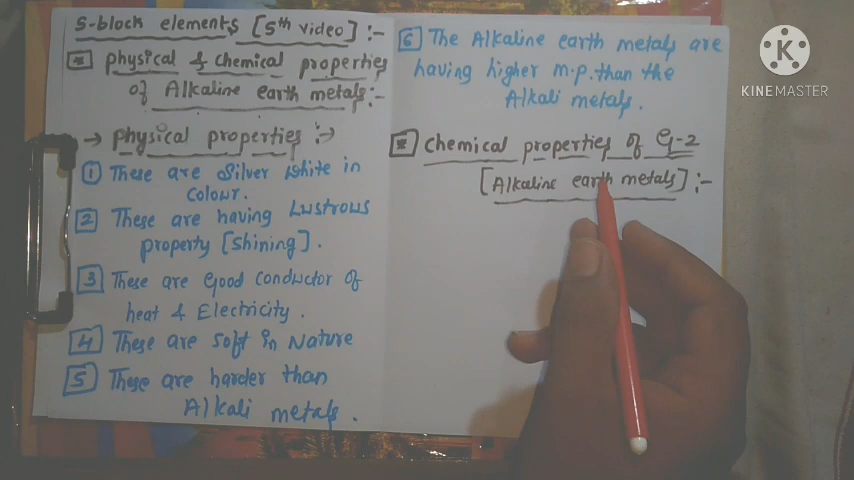 S-block elements [5th video] :-
* physical & chemical properties
of Alkaline earth metals:-
→ physical properties :→
1 These are silver white in
colour.
2 These are having Lustrows
property [shining].
3 These are Good conductor of
heat & Electricity.
4 These are soft in Nature
5 These are harder than
Alkali metals.
6 The Alkaline earth metals are
having higher m.p. than the
Alkali metals.
* chemical properties of G-2
[Alkaline earth metals] :-
K
KINEMASTER